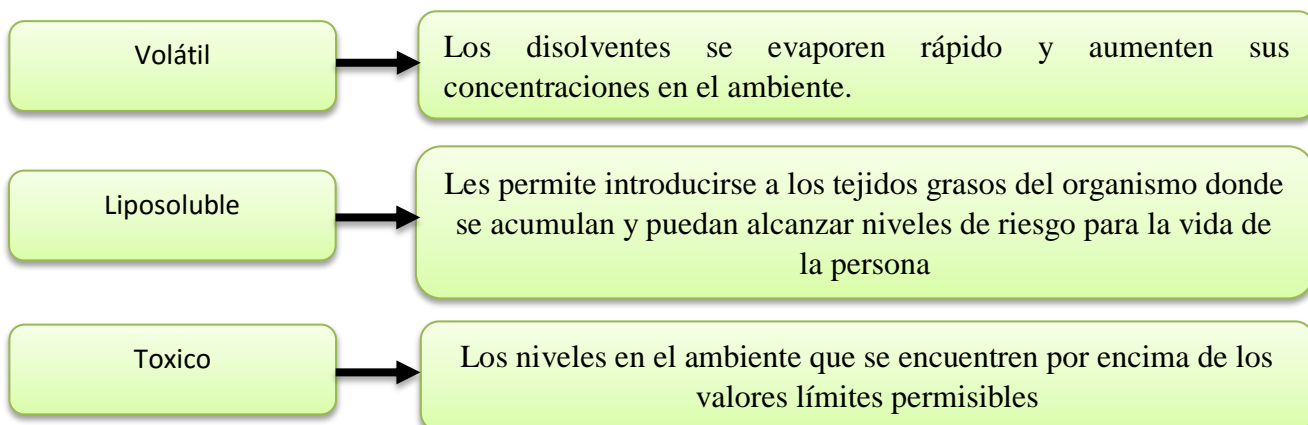 Volátil
Los disolventes se evaporen rápido y aumenten sus
concentraciones en el ambiente.
Liposoluble
Les permite introducirse a los tejidos grasos del organismo donde
se acumulan y puedan alcanzar niveles de riesgo para la vida de
la persona
Toxico
Los niveles en el ambiente que se encuentren por encima de los
valores límites permisibles